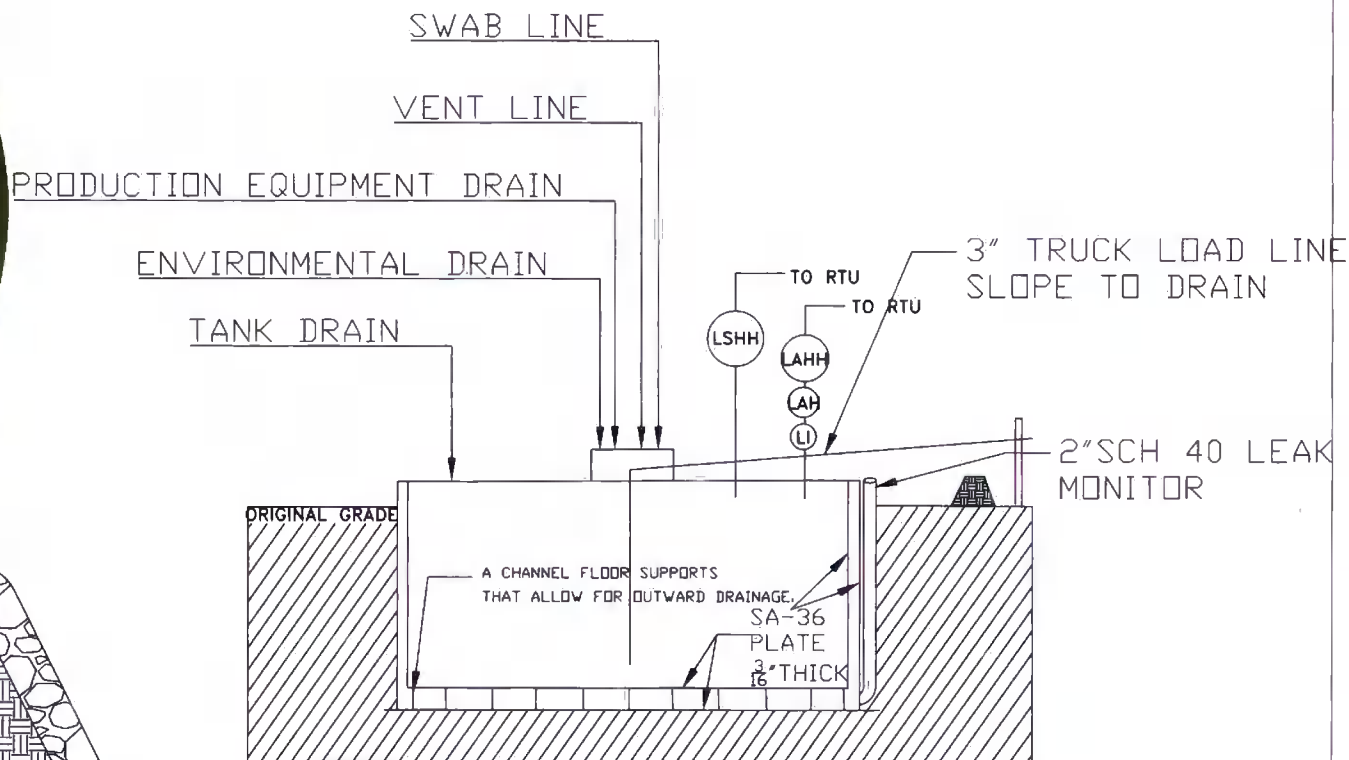 SWAB LINE
VENT LINE
PRODUCTION EQUIPMENT DRAIN
ENVIRONMENTAL DRAIN
TANK DRAIN
TO RTU
TO RTU
LSHH
LAHH
LAH
LI
3" TRUCK LOAD LINE
SLOPE TO DRAIN
2"SCH 40 LEAK
MONITOR
ORIGINAL GRADE
A CHANNEL FLOOR SUPPORTS
THAT ALLOW FOR OUTWARD DRAINAGE.
SA-36
PLATE
3/16" THICK